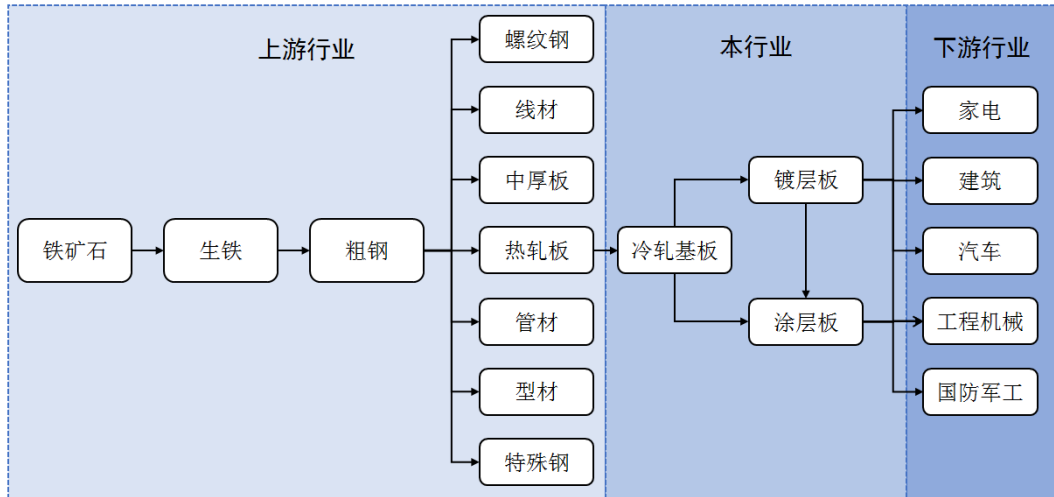 上游行业
本行业
下游行业
铁矿石
生铁
粗钢
螺纹钢
线材
中厚板
热轧板
管材
型材
特殊钢
冷轧基板
镀层板
涂层板
家电
建筑
汽车
工程机械
国防军工